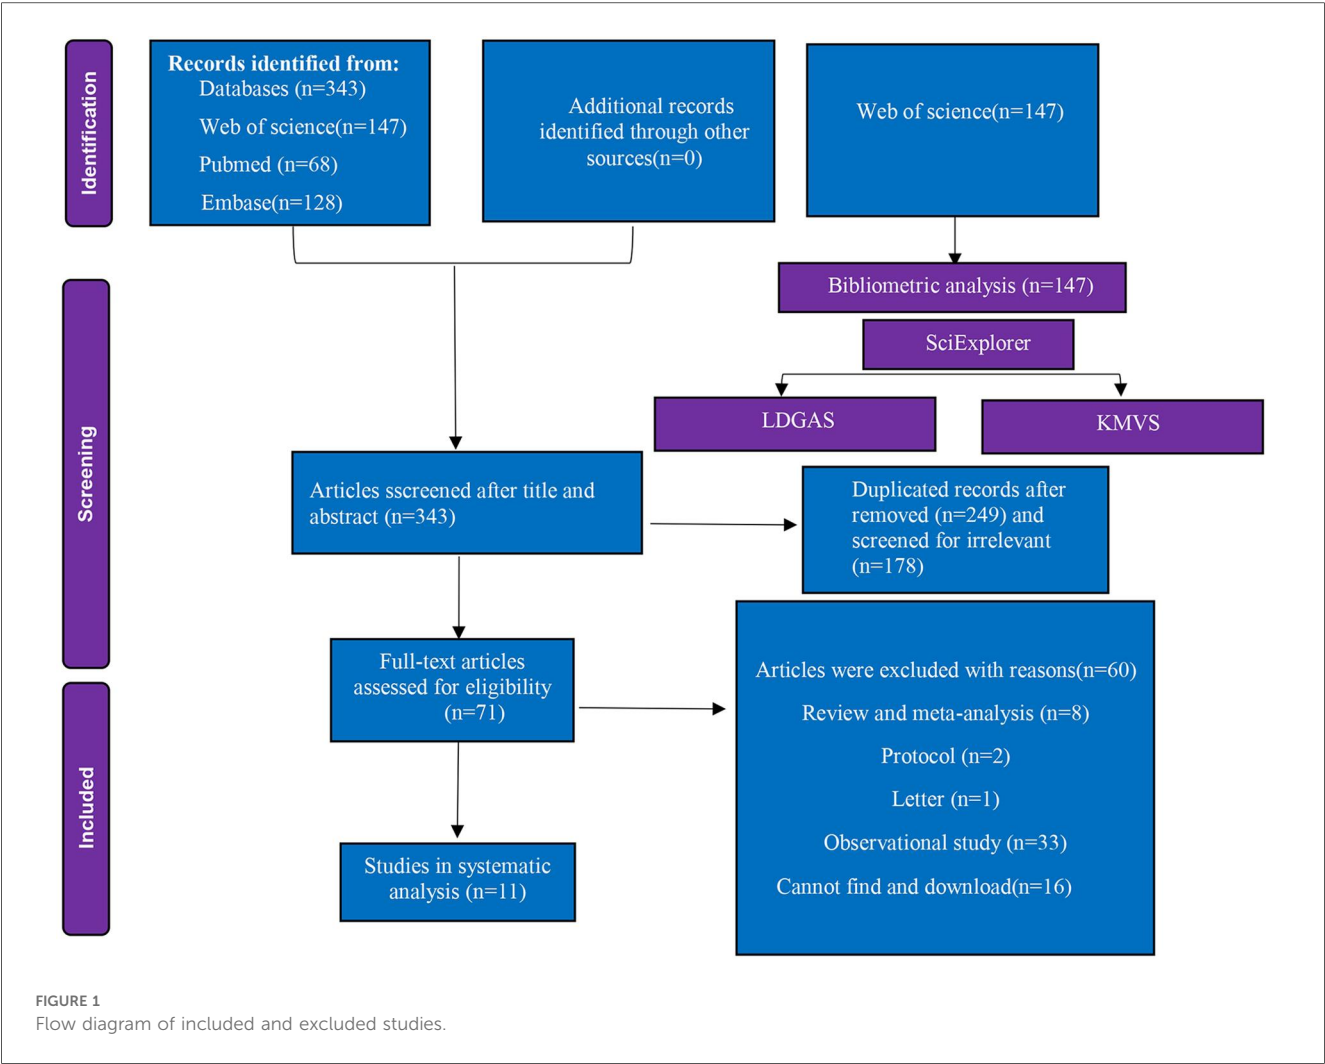 Identification
Records identified from:
Databases (n=343)
Web of science(n=147)
Pubmed (n=68)
Embase(n=128)
Additional records
identified through other
sources(n=0)
Web of science(n=147)
Bibliometric analysis (n=147)
SciExplorer
LDGAS
KMVS
Screening
Articles sscreened after title and
abstract (n=343)
Duplicated records after
removed (n=249) and
screened for irrelevant
(n=178)
Full-text articles
assessed for eligibility
(n=71)
Articles were excluded with reasons(n=60)
Review and meta-analysis (n=8)
Protocol (n=2)
Letter (n=1)
Observational study (n=33)
Cannot find and download(n=16)
Included
Studies in systematic
analysis (n=11)
FIGURE 1
Flow diagram of included and excluded studies.